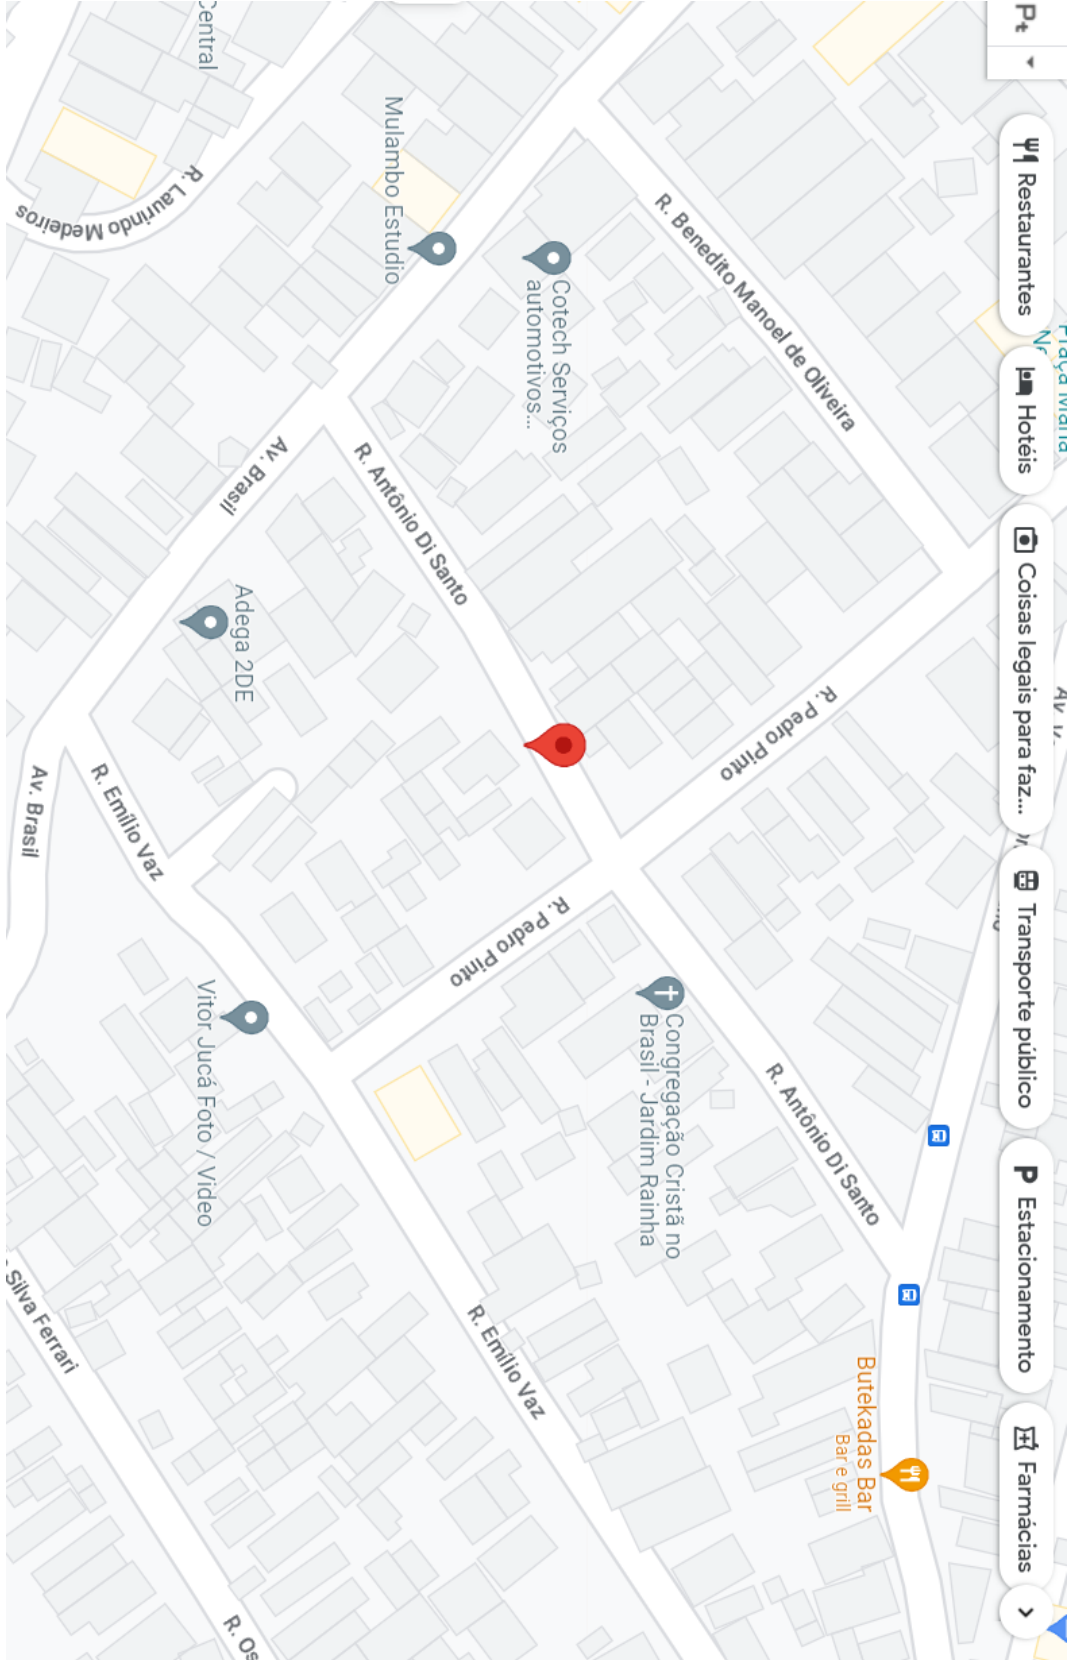 Restaurantes
Hotéis
Coisas legais para faz...
Transporte público
Estacionamento
Farmácias
R. Benedito Manoel de Oliveira
Cotech Serviços
automotivos...
Mulambo Estudio
Central
R. Laurindo Medeiros
R. Antônio Di Santo
Av. Brasil
Adega 2DE
R. Pedro Pinto
Av. Brasil
R. Emílio Vaz
R. Pedro Pinto
Congregação Cristã no
Brasil - Jardim Rainha
R. Antônio Di Santo
Vitor Jucá Foto / Video
R. Emílio Vaz
Butekadas Bar
Bar e grill
Silva Ferrari
R. Os